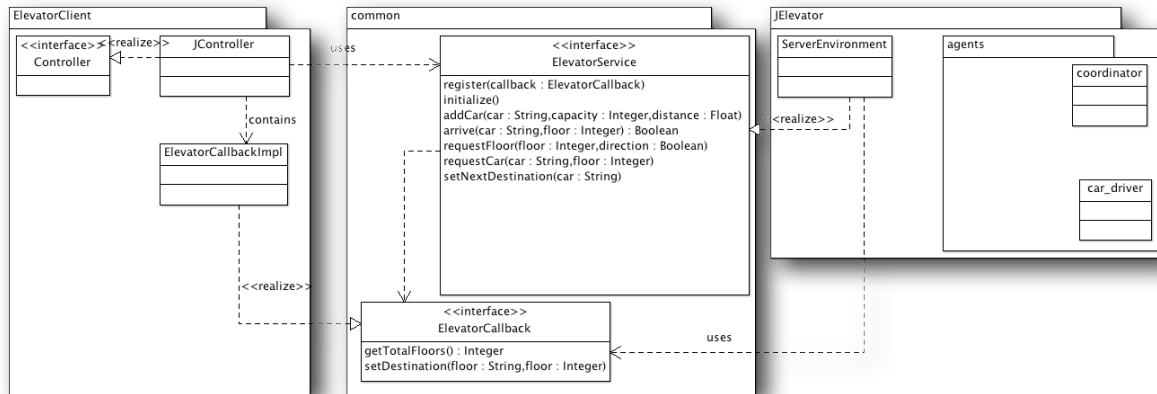 ElevatorClient
<<interface>>
Controller
<<realize>>
JController
contains
ElevatorCallbackImpl
<<realize>>
uses
common
<<interface>>
ElevatorService
register(callback : ElevatorCallback)
initialize()
addCar(car : String,capacity : Integer,distance : Float)
arrive(car : String,floor : Integer) : Boolean
requestFloor(floor : Integer,direction : Boolean)
requestCar(car : String,floor : Integer)
setNextDestination(car : String)
<<interface>>
ElevatorCallback
getTotalFloors() : Integer
setDestination(floor : String,floor : Integer)
<<realize>>
uses
JElevator
ServerEnvironment
agents
coordinator
car_driver